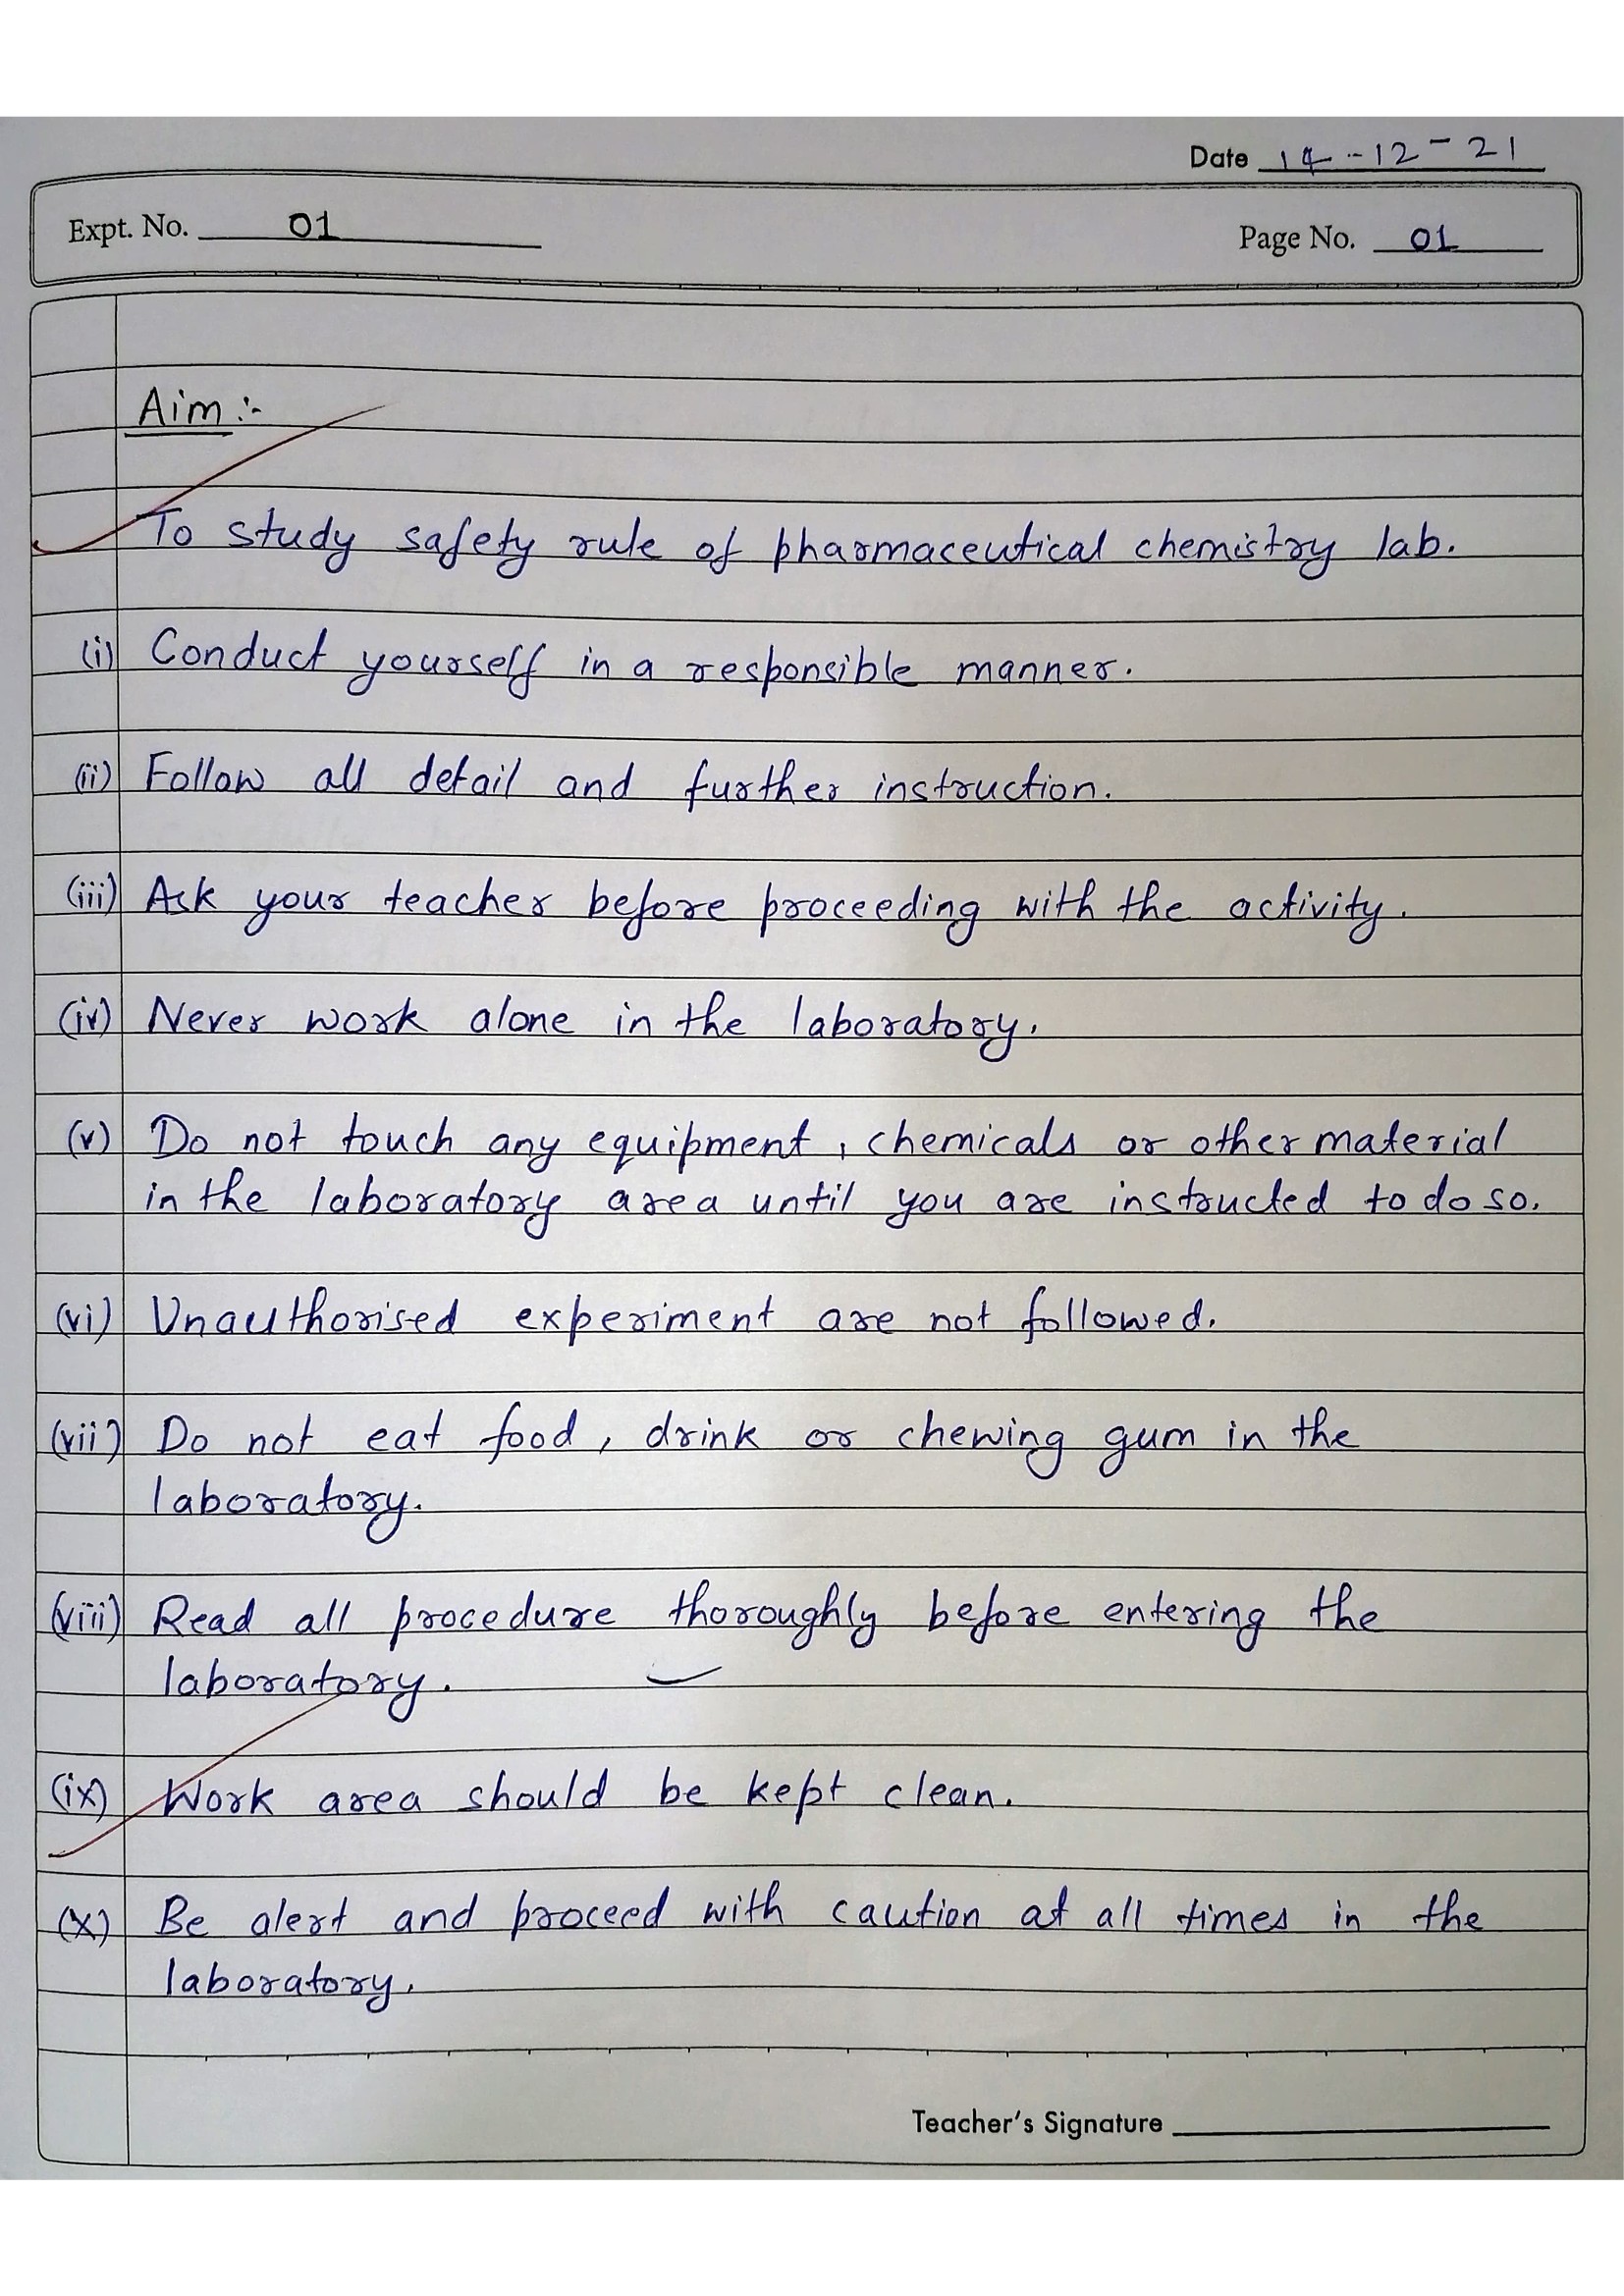 Date 14-12-21
Expt. No. 01
Page No. 01
Aim :-
To study safety rule of pharmaceutical chemistry lab.
(i) Conduct yourself in a responsible manner.
(ii) Follow all detail and further instruction.
(iii) Ask your teacher before proceeding with the activity.
(iv) Never work alone in the laboratory.
(v) Do not touch any equipment, chemicals or other material
in the laboratory area until you are instructed to do so.
(vi) Unauthorised experiment are not followed.
(vii) Do not eat food, drink or chewing gum in the
laboratory.
(viii) Read all procedure thoroughly before entering the
laboratory.
(ix) Work area should be kept clean.
(x) Be alert and proceed with caution at all times in the
laboratory.
Teacher's Signature